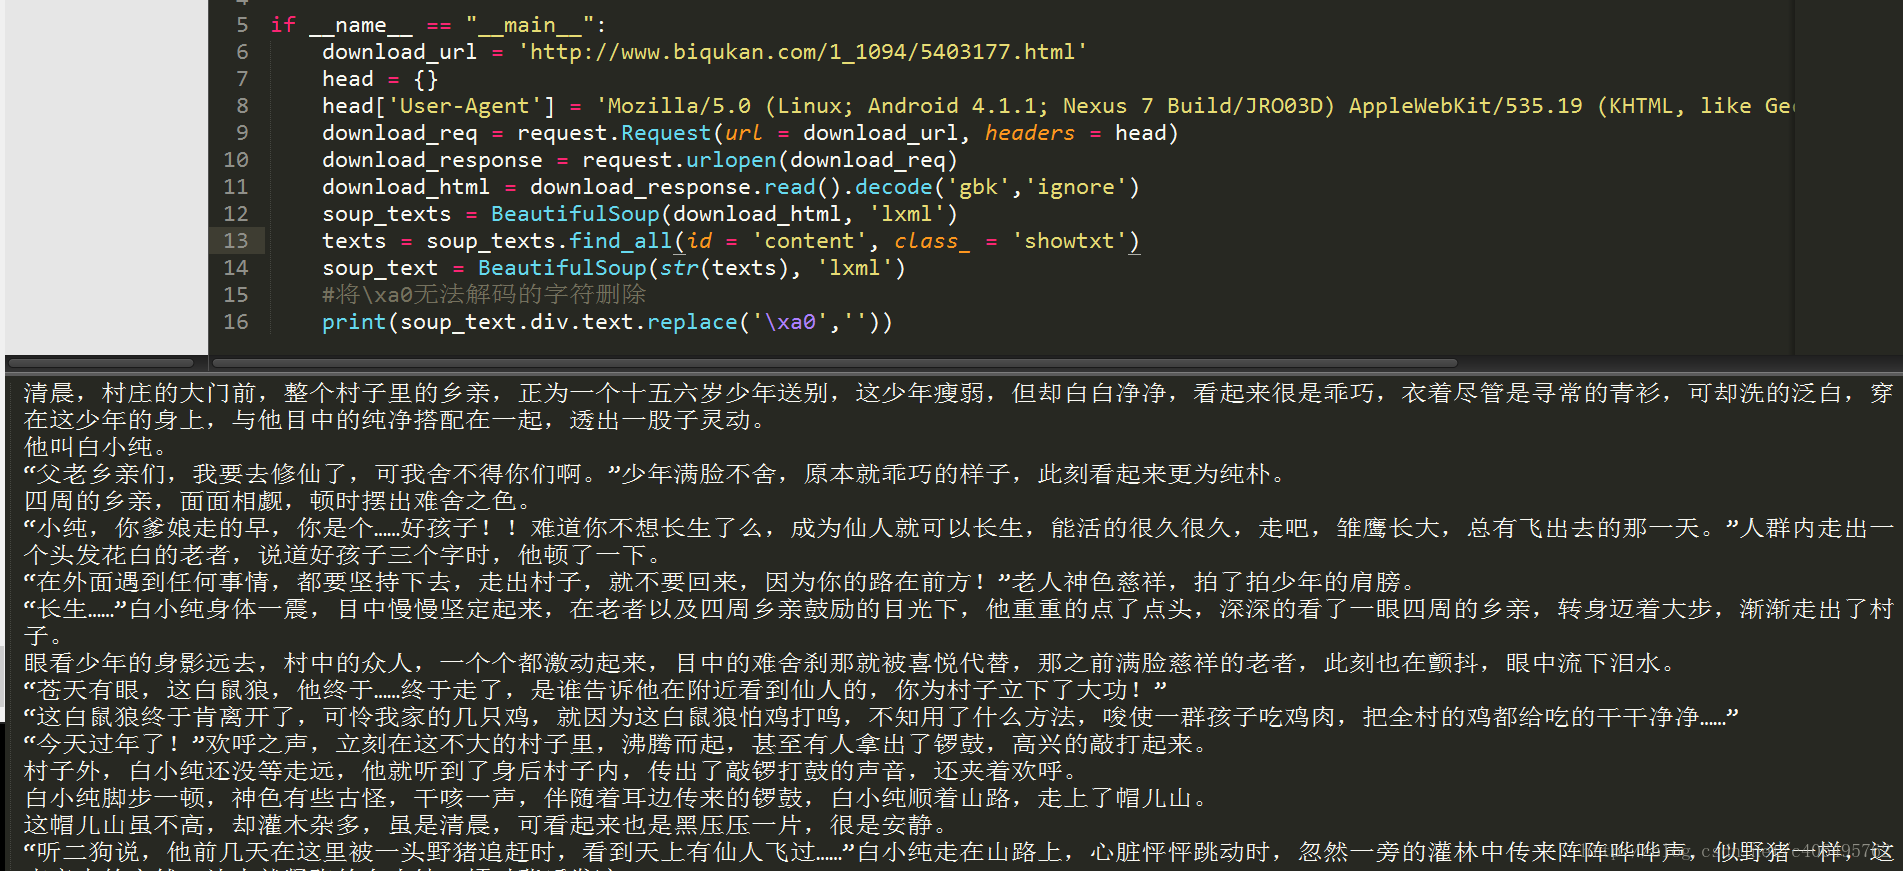 5 if __name__ == "__main__":
6 download_url = 'http://www.biqukan.com/1_1094/5403177.html'
7 head = {}
8 head['User-Agent'] = 'Mozilla/5.0 (Linux; Android 4.1.1; Nexus 7 Build/JRO03D) AppleWebKit/535.19 (KHTML, like Gec
9 download_req = request.Request(url = download_url, headers = head)
10 download_response = request.urlopen(download_req)
11 download_html = download_response.read().decode('gbk','ignore')
12 soup_texts = BeautifulSoup(download_html, 'lxml')
13 texts = soup_texts.find_all(id = 'content', class_ = 'showtxt')
14 soup_text = BeautifulSoup(str(texts), 'lxml')
15 #将\xa0无法解码的字符删除
16 print(soup_text.div.text.replace('\xa0',''))
清晨，村庄的大门前，整个村子里的乡亲，正为一个十五六岁少年送别，这少年瘦弱，但却白白净净，看起来很是乖巧，衣着尽管是寻常的青衫，可却洗的泛白，穿
在这少年的身上，与他目中的纯净搭配在一起，透出一股子灵动。
他叫白小纯。
“父老乡亲们，我要去修仙了，可我舍不得你们啊。”少年满脸不舍，原本就乖巧的样子，此刻看起来更为纯朴。
四周的乡亲，面面相觑，顿时摆出难舍之色。
“小纯，你爹娘走的早，你是个……好孩子！！难道你不想长生了么，成为仙人就可以长生，能活的很久很久，走吧，雏鹰长大，总有飞出去的那一天。”人群内走出一
个头发花白的老者，说道好孩子三个字时，他顿了一下。
“在外面遇到任何事情，都要坚持下去，走出村子，就不要回来，因为你的路在前方！”老人神色慈祥，拍了拍少年的肩膀。
“长生……”白小纯身体一震，目中慢慢坚定起来，在老者以及四周乡亲鼓励的目光下，他重重的点了点头，深深的看了一眼四周的乡亲，转身迈着大步，渐渐走出了村
子。
眼看少年的身影远去，村中的众人，一个个都激动起来，目中的难舍刹那就被喜悦代替，那之前满脸慈祥的老者，此刻也在颤抖，眼中流下泪水。
“苍天有眼，这白鼠狼，他终于……终于走了，是谁告诉他在附近看到仙人的，你为村子立下了大功！”
“这白鼠狼终于肯离开了，可怜我家的几只鸡，就因为这白鼠狼怕鸡打鸣，不知用了什么方法，唆使一群孩子吃鸡肉，把全村的鸡都给吃的干干净净……”
“今天过年了！”欢呼之声，立刻在这不大的村子里，沸腾而起，甚至有人拿出了锣鼓，高兴的敲打起来。
村子外，白小纯还没等走远，他就听到了身后村子内，传出了敲锣打鼓的声音，还夹着欢呼。
白小纯脚步一顿，神色有些古怪，干咳一声，伴随着耳边传来的锣鼓，白小纯顺着山路，走上了帽儿山。
这帽儿山虽不高，却灌木杂多，虽是清晨，可看起来也是黑压压一片，很是安静。
“听二狗说，他前几天在这里被一头野猪追赶时，看到天上有仙人飞过……”白小纯走在山路上，心脏怦怦跳动时，忽然一旁的灌林中传来阵阵哗哗声，似野猪一样，这